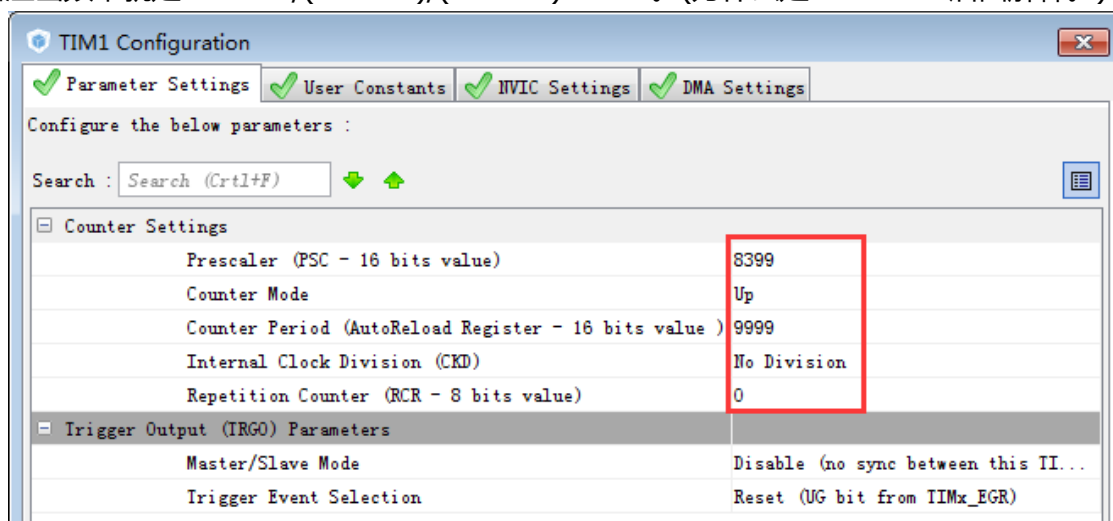 TIM1 Configuration
Parameter Settings User Constants NVIC Settings DMA Settings
Configure the below parameters :
Search : Search (Crtl+F)
Counter Settings
Prescaler (PSC - 16 bits value) 8399
Counter Mode Up
Counter Period (AutoReload Register - 16 bits value ) 9999
Internal Clock Division (CKD) No Division
Repetition Counter (RCR - 8 bits value) 0
Trigger Output (TRGO) Parameters
Master/Slave Mode Disable (no sync between this TI...
Trigger Event Selection Reset (UG bit from TIMx_EGR)